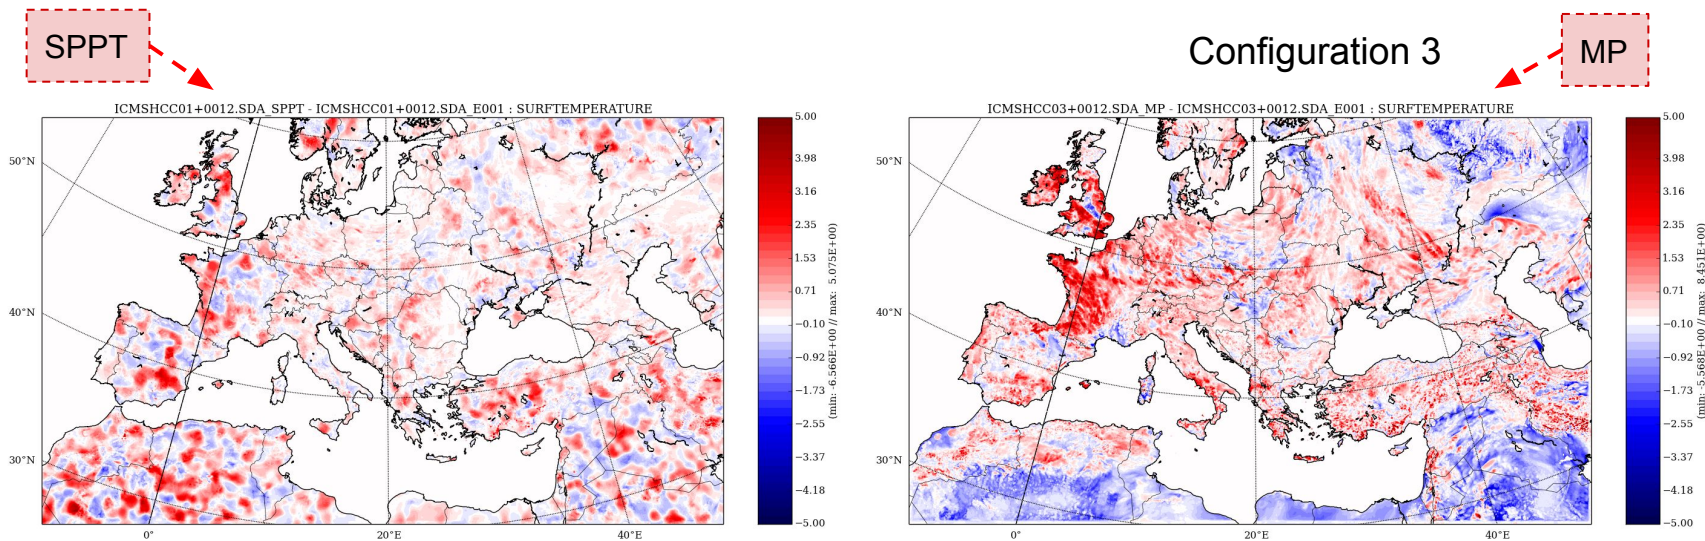 SPPT
Configuration 3
MP
ICMSHCC01+0012.SDA_SPPT - ICMSHCC01+0012.SDA_E001 : SURFTEMPERATURE
50°N
40°N
30°N
0°
20°E
40°E
5.00
3.98
3.16
2.35
1.53
0.71
−0.10
−0.92
−1.73
−2.55
−3.37
−4.18
−5.00
(min: -6.566E+00 // max: 5.075E+00)
ICMSHCC03+0012.SDA_MP - ICMSHCC03+0012.SDA_E001 : SURFTEMPERATURE
50°N
40°N
30°N
0°
20°E
40°E
5.00
3.98
3.16
2.35
1.53
0.71
−0.10
−0.92
−1.73
−2.55
−3.37
−4.18
−5.00
(min: -5.568E+00 // max: 8.451E+00)